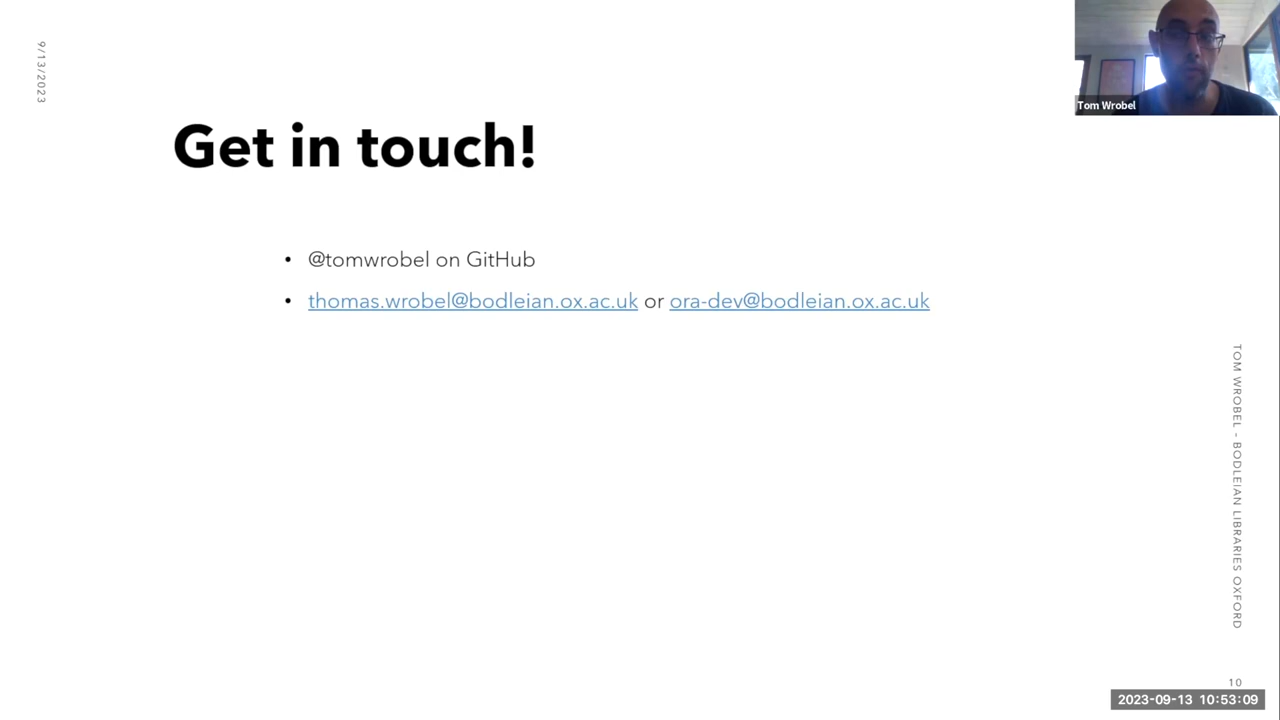 9/13/2023
Tom Wrobel
Get in touch!
• @tomwrobel on GitHub
• thomas.wrobel@bodleian.ox.ac.uk or ora-dev@bodleian.ox.ac.uk
TOM WROBEL - BODLEIAN LIBRARIES OXFORD
10
2023-09-13 10:53:09